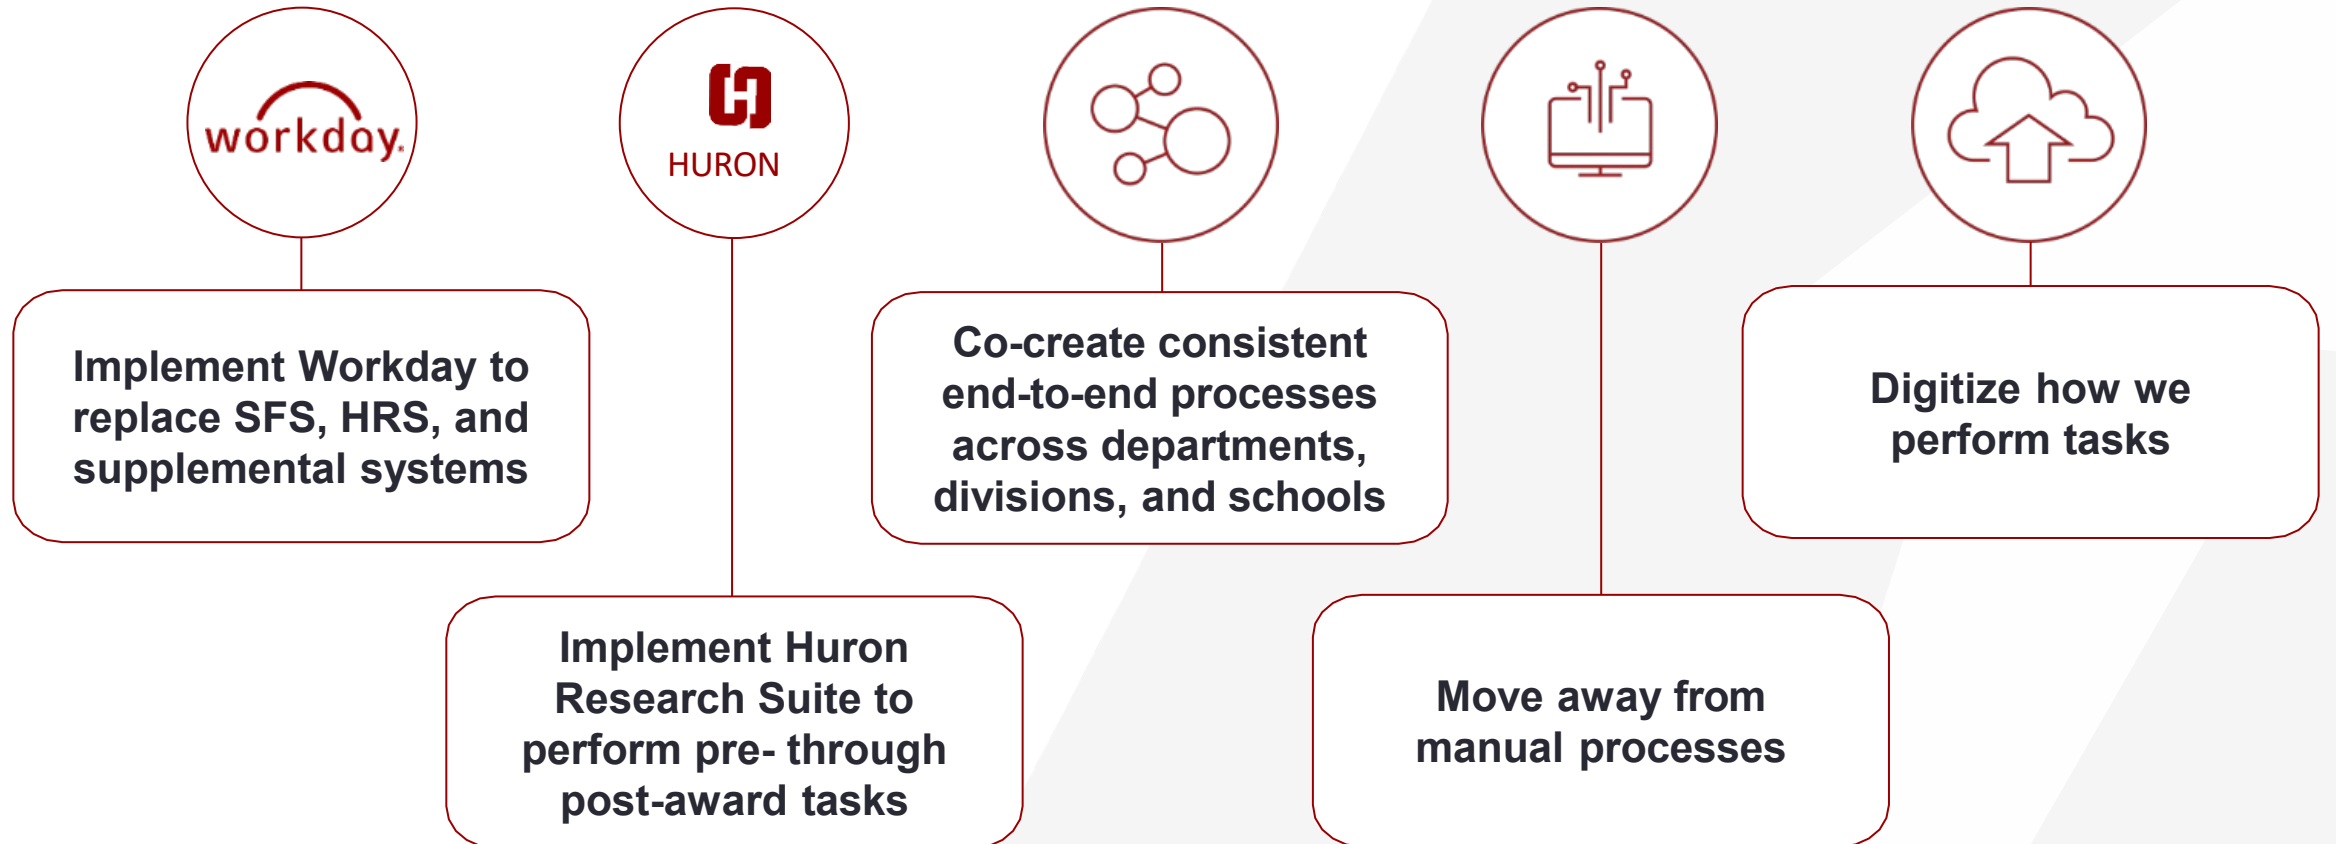 workday.
HURON
Implement Workday to
replace SFS, HRS, and
supplemental systems
Implement Huron
Research Suite to
perform pre- through
post-award tasks
Co-create consistent
end-to-end processes
across departments,
divisions, and schools
Move away from
manual processes
Digitize how we
perform tasks